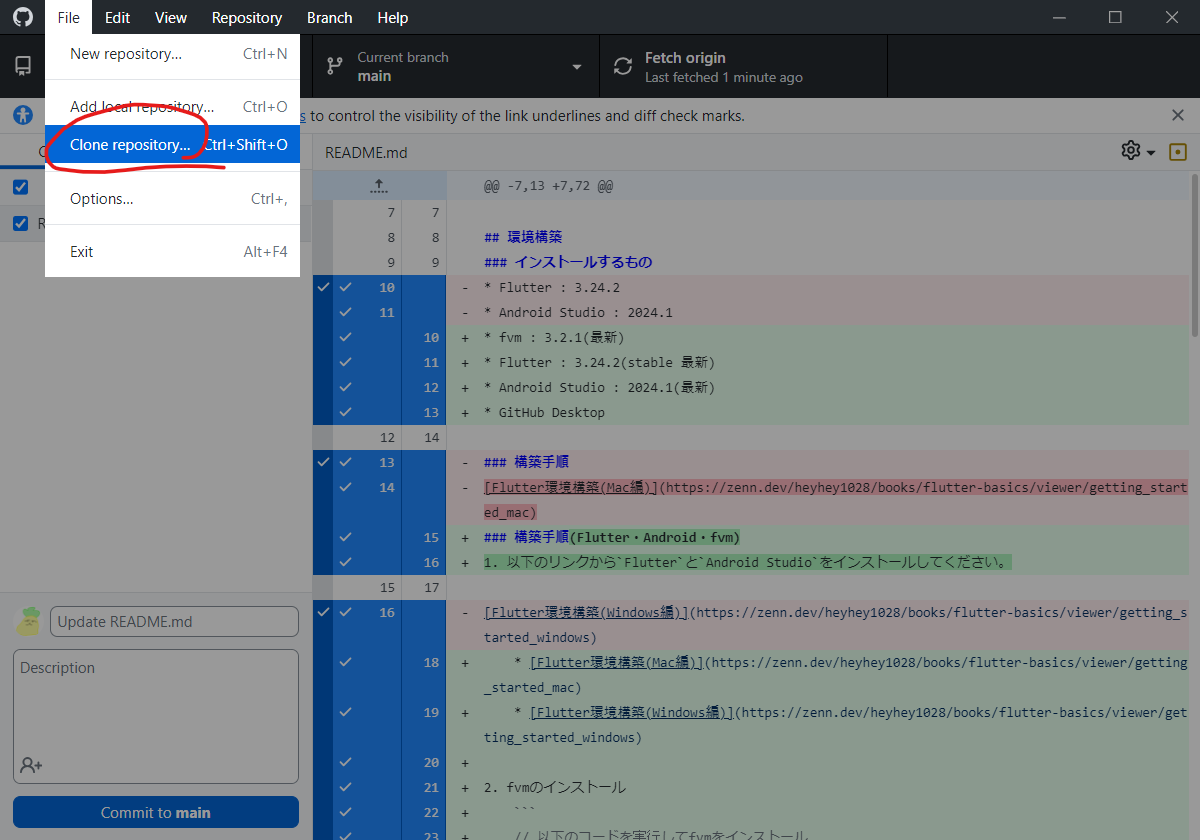 File Edit View Repository Branch Help
New repository... Ctrl+N
Add local repository... Ctrl+O
Clone repository... Ctrl+Shift+O
Options... Ctrl+,
Exit Alt+F4
Current branch
main
Fetch origin
Last fetched 1 minute ago
s to control the visibility of the link underlines and diff check marks.
C
R
README.md
@@ -7,13 +7,72 @@
7 7
8 8 ## 環境構築
9 9 ### インストールするもの
10 - * Flutter : 3.24.2
11 - * Android Studio : 2024.1
10 + * fvm : 3.2.1(最新)
11 + * Flutter : 3.24.2(stable 最新)
12 + * Android Studio : 2024.1(最新)
13 + * GitHub Desktop
12 14
13 - ### 構築手順
14 - [Flutter環境構築(Mac編)](https://zenn.dev/heyhey1028/books/flutter-basics/viewer/getting_start
ed_mac)
15 + ### 構築手順(Flutter・Android・fvm)
16 + 1. 以下のリンクから`Flutter`と`Android Studio`をインストールしてください。
15 17
16 - [Flutter環境構築(Windows編)](https://zenn.dev/heyhey1028/books/flutter-basics/viewer/getting_s
tarted_windows)
18 + * [Flutter環境構築(Mac編)](https://zenn.dev/heyhey1028/books/flutter-basics/viewer/getting
_started_mac)
19 + * [Flutter環境構築(Windows編)](https://zenn.dev/heyhey1028/books/flutter-basics/viewer/get
ting_started_windows)
20 +
21 + 2. fvmのインストール
22 + ```
23 + // 以下のコードを実行してfvmをインストール
Update README.md
Description
Commit to main